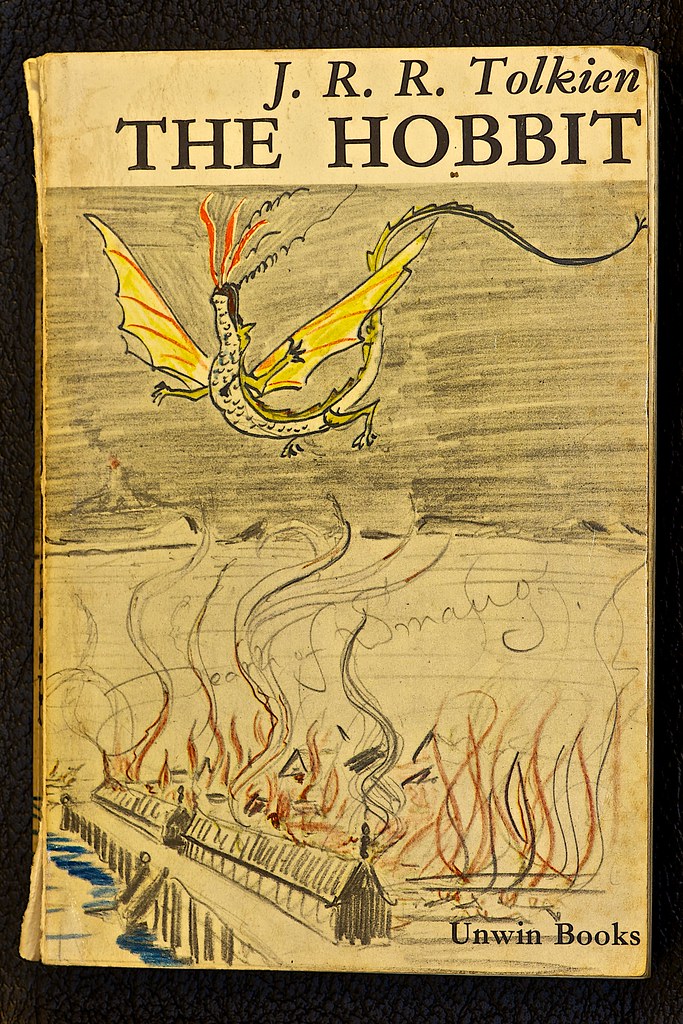 J. R. R. Tolkien
THE HOBBIT
Death of Smaug.
Unwin Books